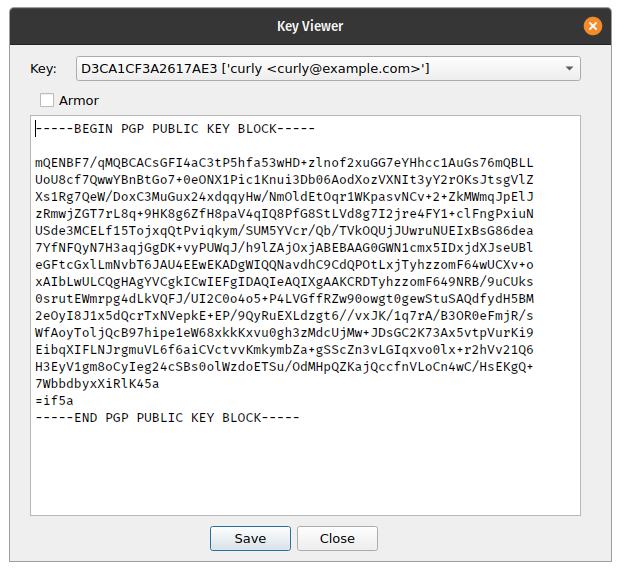 Key Viewer
Key: D3CA1CF3A2617AE3 ['curly <curly@example.com>']
Armor
-----BEGIN PGP PUBLIC KEY BLOCK-----
mQENBF7/qMQBCACsGFI4aC3tP5hfa53wHD+zlnof2xuGG7eYHhcc1AuGs76mQBLL
UoU8cf7QwwYBnBtGo7+0eONX1Pic1Knui3Db06AodXozVXNIt3yY2rOKsJtsgVlZ
Xs1Rg7QeW/DoxC3MuGux24xdqqyHw/NmOldEtOqr1WKpasvNCv+2+ZkMWmqJpElJ
zRmwjZGT7rL8q+9HK8g6ZfH8paV4qIQ8PfG8StLVd8g7I2jre4FY1+clFngPxiuN
USde3MCELf15TojxqQtPviqkym/SUM5YVcr/Qb/TVkOQUjJUwruNUEIxBsG86dea
7YfNFQyN7H3aqjGgDK+vyPUWqJ/h9lZAjOxjABEBAAG0GWN1cmx5IDxjdXJseUBl
eGFtcGxlLmNvbT6JAU4EEwEKADgWIQQNavdhC9CdQPOtLxjTyhzzomF64wUCXv+o
xAIbLwULCQgHAgYVCgkICwIEFgIDAQIeAQIXgAAKCRDTyhzzomF649NRB/9uCUks
0srutEWmrpg4dLkVQFJ/UI2C0o4o5+P4LVGffRZw90owgt0gewStuSAQdfydH5BM
2eOyI8J1x5dQcrTxNVepkE+EP/9QyRuEXLdzgt6//vxJK/1q7rA/B3OR0eFmjR/s
WfAoyToljQcB97hipe1eW68xkkKxvu0gh3zMdcUjMw+JDsGC2K73Ax5vtpVurKi9
EibqXIFLNJrgmuVL6f6aiCVctvvKmkymbZa+gSScZn3vLGIqxvo0lx+r2hVv21Q6
H3EyV1gm8oCyIeg24cSBs0olWzdoETSu/OdMHpQZKajQccfnVLoCn4wC/HsEKgQ+
7WbbdbyxXiRlK45a
=if5a
-----END PGP PUBLIC KEY BLOCK-----
Save Close